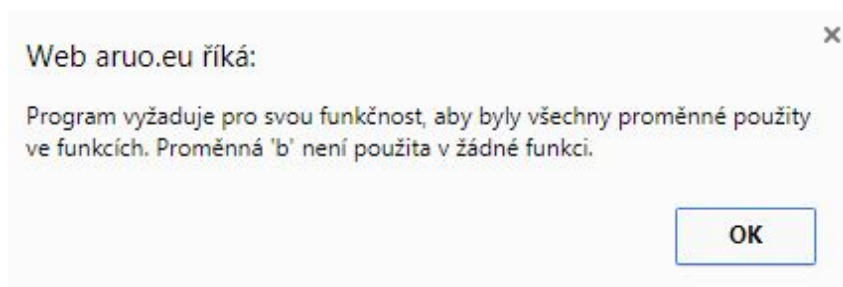 Web aruo.eu říká:
Program vyžaduje pro svou funkčnost, aby byly všechny proměnné použity
ve funkcích. Proměnná 'b' není použita v žádné funkci.
OK